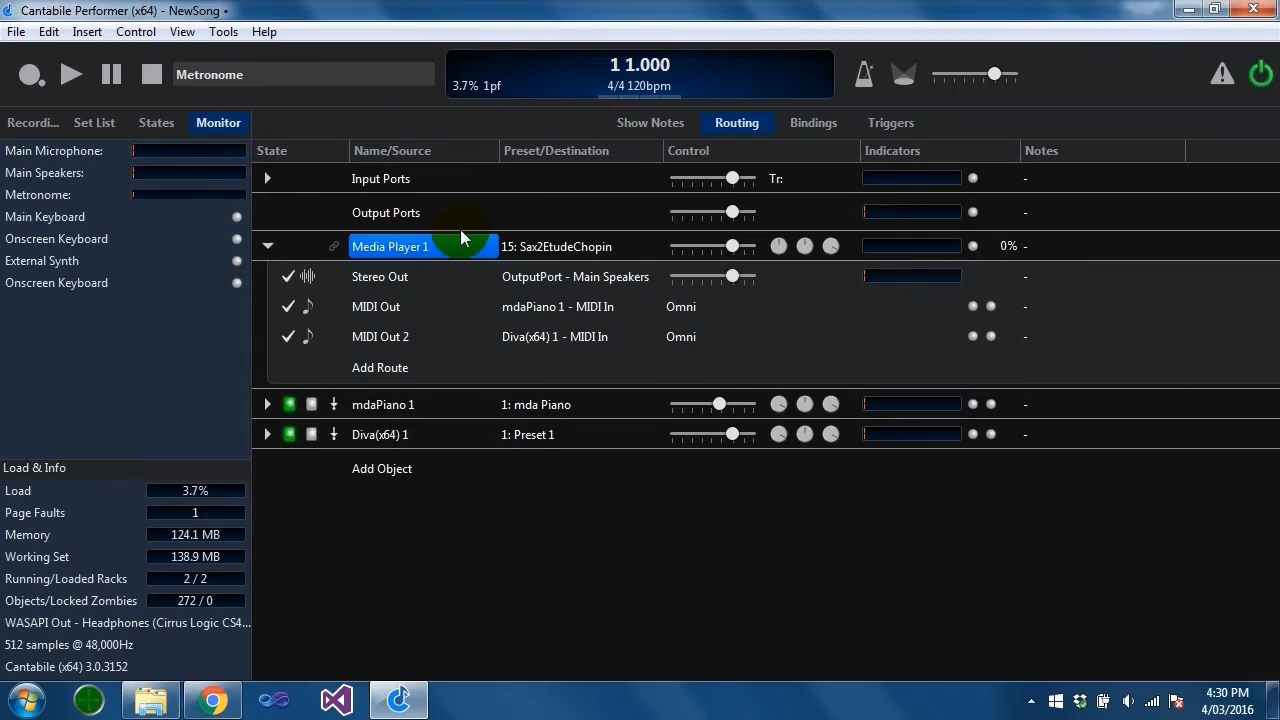 Cantabile Performer (x64) - NewSong •
File Edit Insert Control View Tools Help
Metronome
1 1.000
3.7% 1pf
4/4 120bpm
Recordi... Set List States Monitor
Show Notes Routing Bindings Triggers
Main Microphone:
Main Speakers:
Metronome:
Main Keyboard
Onscreen Keyboard
External Synth
Onscreen Keyboard
State Name/Source Preset/Destination Control Indicators Notes
Input Ports Tr: -
Output Ports -
Media Player 1 15: Sax2EtudeChopin 0% -
Stereo Out OutputPort - Main Speakers -
MIDI Out mdaPiano 1 - MIDI In Omni -
MIDI Out 2 Diva(x64) 1 - MIDI In Omni -
Add Route
mdaPiano 1 1: mda Piano -
Diva(x64) 1 1: Preset 1 -
Add Object
Load & Info
Load 3.7%
Page Faults 1
Memory 124.1 MB
Working Set 138.9 MB
Running/Loaded Racks 2 / 2
Objects/Locked Zombies 272 / 0
WASAPI Out - Headphones (Cirrus Logic CS4...
512 samples @ 48,000Hz
Cantabile (x64) 3.0.3152
4:30 PM
4/03/2016